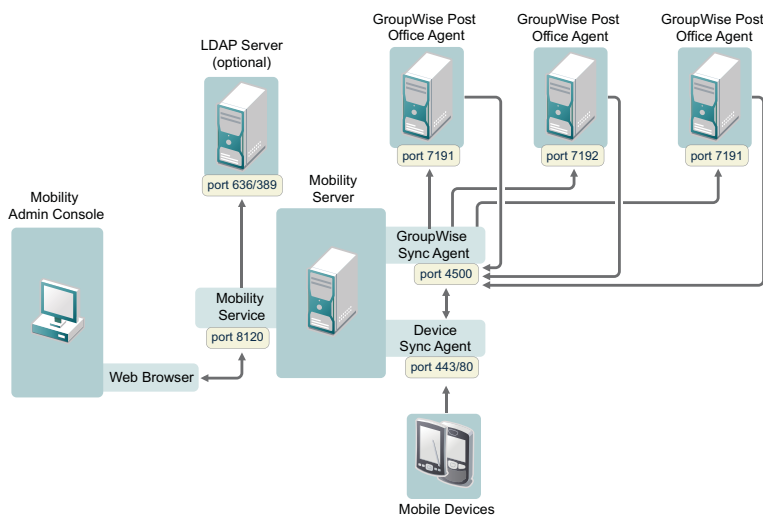 GroupWise Post
Office Agent
GroupWise Post
Office Agent
GroupWise Post
Office Agent
LDAP Server
(optional)
port 7191
port 7192
port 7191
port 636/389
Mobility
Server
Mobility
Admin Console
GroupWise
Sync Agent
port 4500
Mobility
Service
port 8120
Device
Sync Agent
port 443/80
Web Browser
Mobile Devices